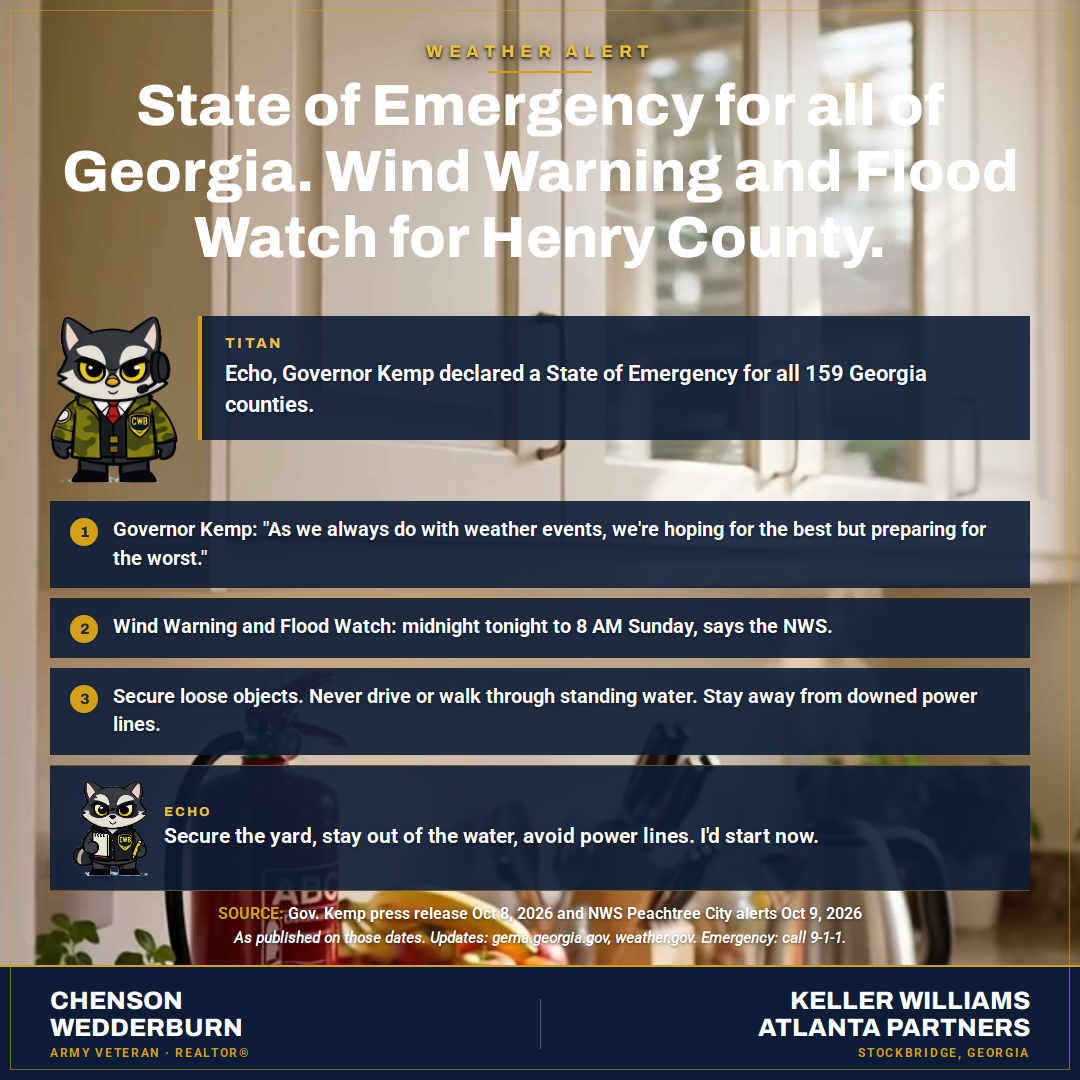 WEATHER ALERT
State of Emergency for all of
Georgia. Wind Warning and Flood
Watch for Henry County.
TITAN
Echo, Governor Kemp declared a State of Emergency for all 159 Georgia
counties.
CWB
1 Governor Kemp: "As we always do with weather events, we're hoping for the best but preparing for
the worst."
2 Wind Warning and Flood Watch: midnight tonight to 8 AM Sunday, says the NWS.
3 Secure loose objects. Never drive or walk through standing water. Stay away from downed power
lines.
ECHO
Secure the yard, stay out of the water, avoid power lines. I'd start now.
CWB
ABC
SOURCE: Gov. Kemp press release Oct 8, 2026 and NWS Peachtree City alerts Oct 9, 2026
As published on those dates. Updates: gema.georgia.gov, weather.gov. Emergency: call 9-1-1.
CHENSON
WEDDERBURN
ARMY VETERAN · REALTOR®
KELLER WILLIAMS
ATLANTA PARTNERS
STOCKBRIDGE, GEORGIA